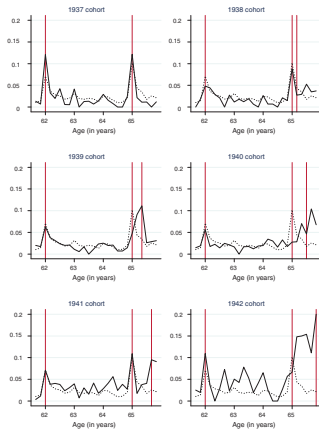 1937 cohort
0.2
0.15
0.1
0.05
0
62 63 64 65
Age (in years)
1938 cohort
0.2
0.15
0.1
0.05
0
62 63 64 65
Age (in years)
1939 cohort
0.2
0.15
0.1
0.05
0
62 63 64 65
Age (in years)
1940 cohort
0.2
0.15
0.1
0.05
0
62 63 64 65
Age (in years)
1941 cohort
0.2
0.15
0.1
0.05
0
62 63 64 65
Age (in years)
1942 cohort
0.2
0.15
0.1
0.05
0
62 63 64 65
Age (in years)